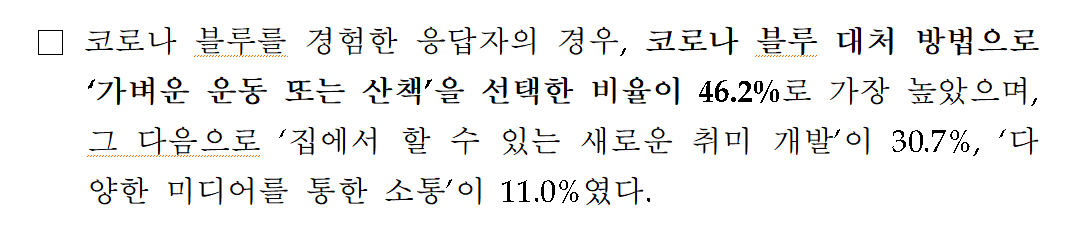 □ 코로나 블루를 경험한 응답자의 경우, 코로나 블루 대처 방법으로
‘가벼운 운동 또는 산책’을 선택한 비율이 46.2%로 가장 높았으며,
그 다음으로 ‘집에서 할 수 있는 새로운 취미 개발’이 30.7%, ‘다
양한 미디어를 통한 소통’이 11.0%였다.